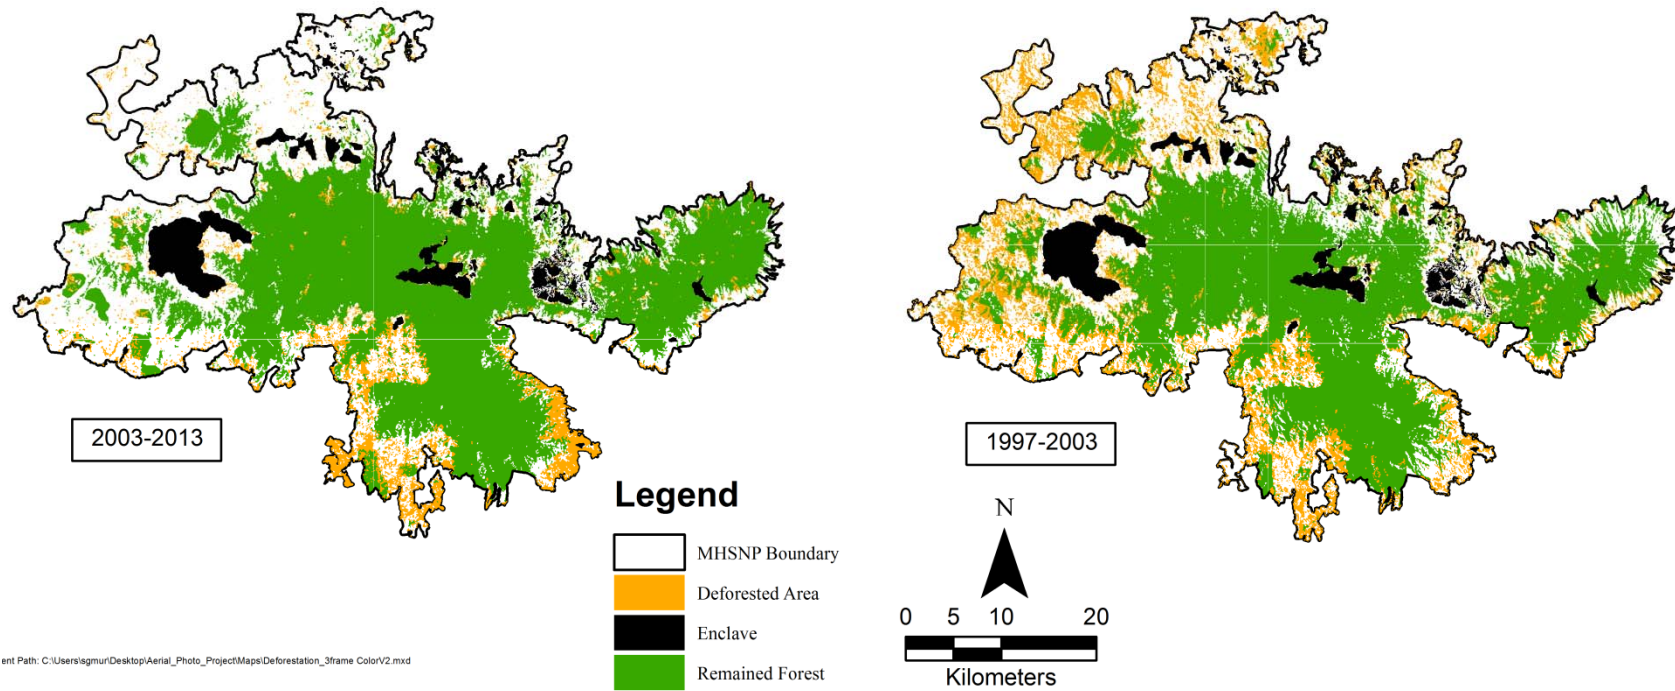 2003-2013
1997-2003
Legend
MHSNP Boundary
Deforested Area
Enclave
Remained Forest
N
0 5 10 20
Kilometers
ent Path: C:\Users\sgmur\Desktop\Aerial_Photo_Project\Maps\Deforestation_3frame ColorV2.mxd